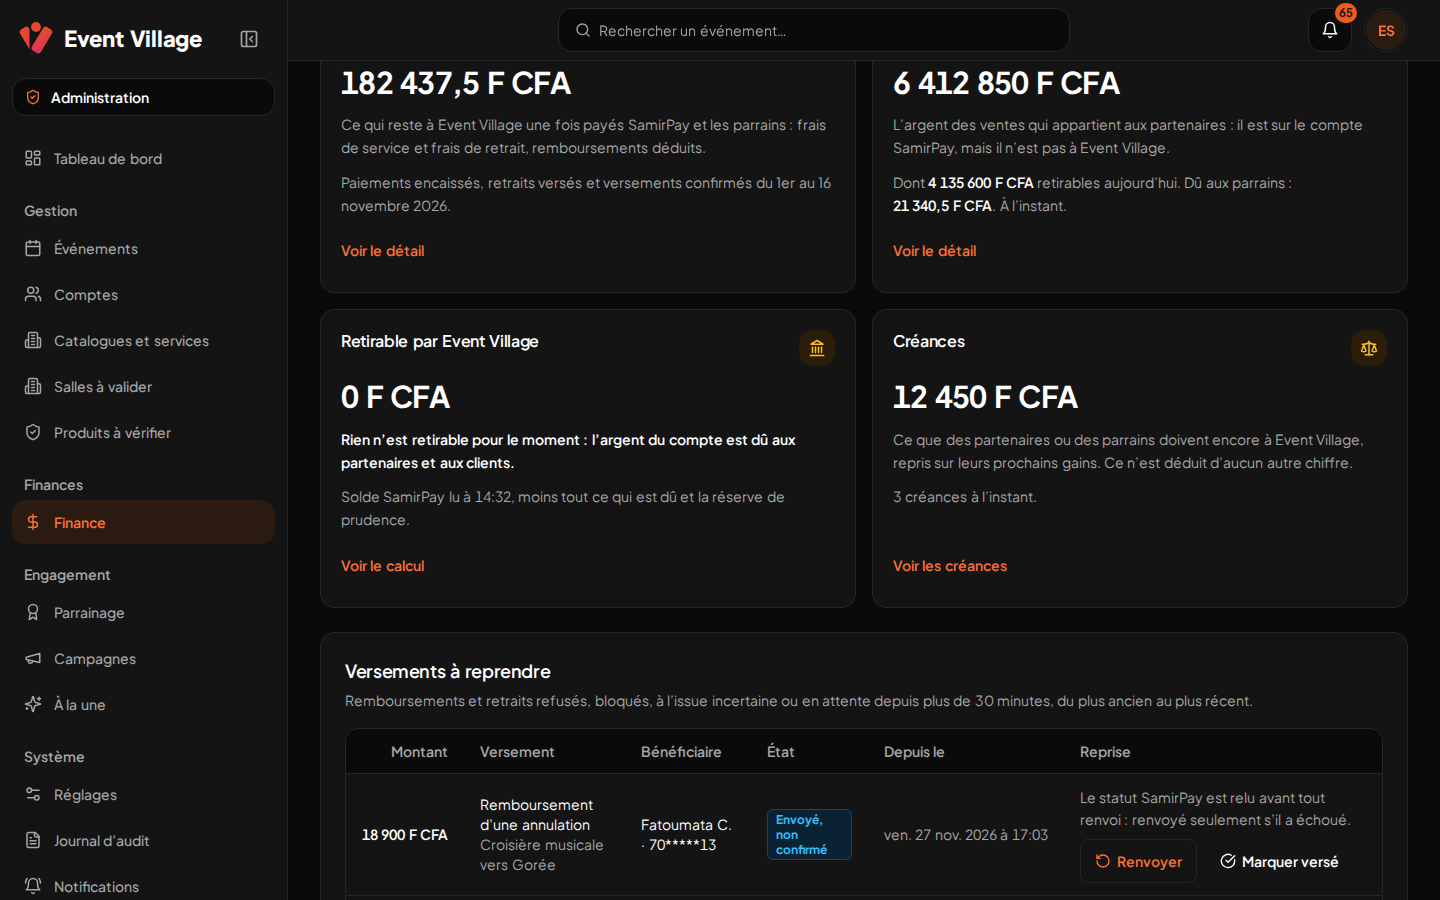 Event Village
Rechercher un événement...
65
ES
Administration
Tableau de bord
Gestion
Événements
Comptes
Catalogues et services
Salles à valider
Produits à vérifier
Finances
Finance
Engagement
Parrainage
Campagnes
À la une
Système
Réglages
Journal d'audit
Notifications
182 437,5 F CFA
Ce qui reste à Event Village une fois payés SamirPay et les parrains : frais
de service et frais de retrait, remboursements déduits.
Paiements encaissés, retraits versés et versements confirmés du 1er au 16
novembre 2026.
Voir le détail
6 412 850 F CFA
L'argent des ventes qui appartient aux partenaires : il est sur le compte
SamirPay, mais il n'est pas à Event Village.
Dont 4 135 600 F CFA retirables aujourd'hui. Dû aux parrains :
21 340,5 F CFA. À l'instant.
Voir le détail
Retirable par Event Village
0 F CFA
Rien n'est retirable pour le moment : l'argent du compte est dû aux
partenaires et aux clients.
Solde SamirPay lu à 14:32, moins tout ce qui est dû et la réserve de
prudence.
Voir le calcul
Créances
12 450 F CFA
Ce que des partenaires ou des parrains doivent encore à Event Village,
repris sur leurs prochains gains. Ce n'est déduit d'aucun autre chiffre.
3 créances à l'instant.
Voir les créances
Versements à reprendre
Remboursements et retraits refusés, bloqués, à l'issue incertaine ou en attente depuis plus de 30 minutes, du plus ancien au plus récent.
Montant Versement Bénéficiaire État Depuis le Reprise
18 900 F CFA
Remboursement
d'une annulation
Croisière musicale
vers Gorée
Fatoumata C.
· 70*****13
Envoyé,
non
confirmé
ven. 27 nov. 2026 à 17:03
Le statut SamirPay est relu avant tout
renvoi : renvoyé seulement s'il a échoué.
Renvoyer Marquer versé